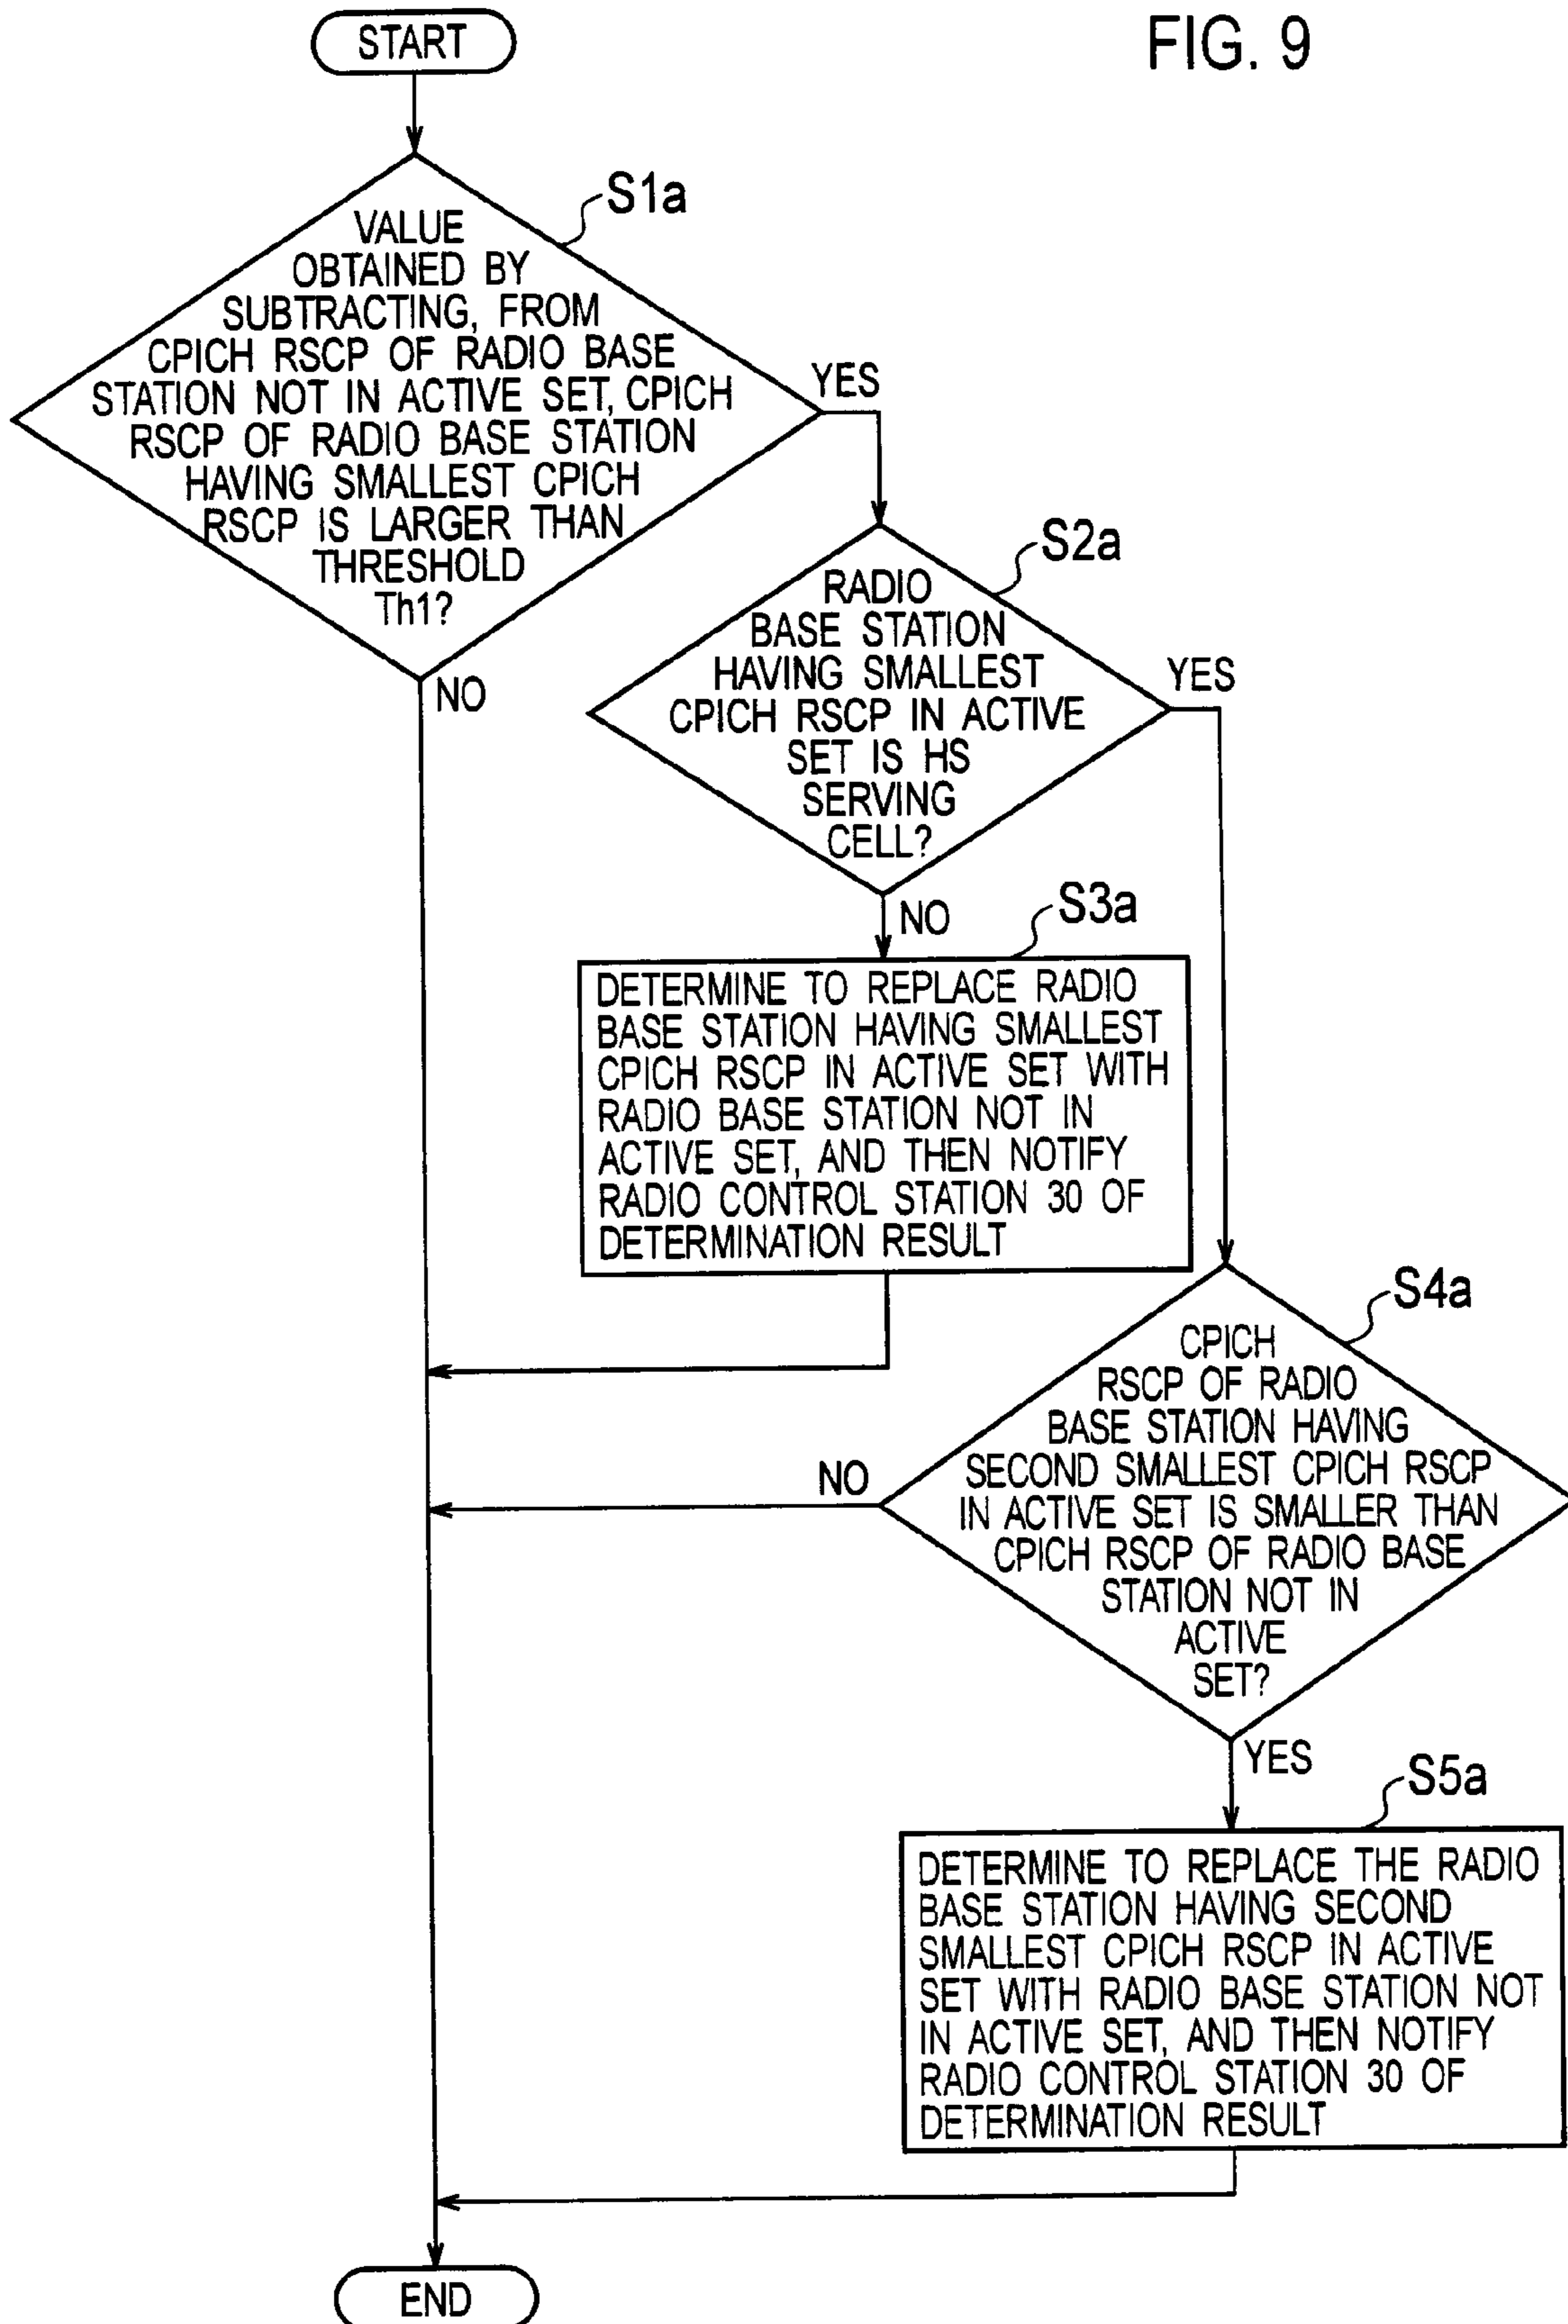 FIG. 9
START
S1a
VALUE
OBTAINED BY
SUBTRACTING, FROM
CPICH RSCP OF RADIO BASE
STATION NOT IN ACTIVE SET, CPICH
RSCP OF RADIO BASE STATION
HAVING SMALLEST CPICH
RSCP IS LARGER THAN
THRESHOLD
Th1?
YES
NO
S2a
RADIO
BASE STATION
HAVING SMALLEST
CPICH RSCP IN ACTIVE
SET IS HS
SERVING
CELL?
YES
NO
S3a
DETERMINE TO REPLACE RADIO
BASE STATION HAVING SMALLEST
CPICH RSCP IN ACTIVE SET WITH
RADIO BASE STATION NOT IN
ACTIVE SET, AND THEN NOTIFY
RADIO CONTROL STATION 30 OF
DETERMINATION RESULT
S4a
CPICH
RSCP OF RADIO
BASE STATION HAVING
SECOND SMALLEST CPICH RSCP
IN ACTIVE SET IS SMALLER THAN
CPICH RSCP OF RADIO BASE
STATION NOT IN
ACTIVE
SET?
NO
YES
S5a
DETERMINE TO REPLACE THE RADIO
BASE STATION HAVING SECOND
SMALLEST CPICH RSCP IN ACTIVE
SET WITH RADIO BASE STATION NOT
IN ACTIVE SET, AND THEN NOTIFY
RADIO CONTROL STATION 30 OF
DETERMINATION RESULT
END